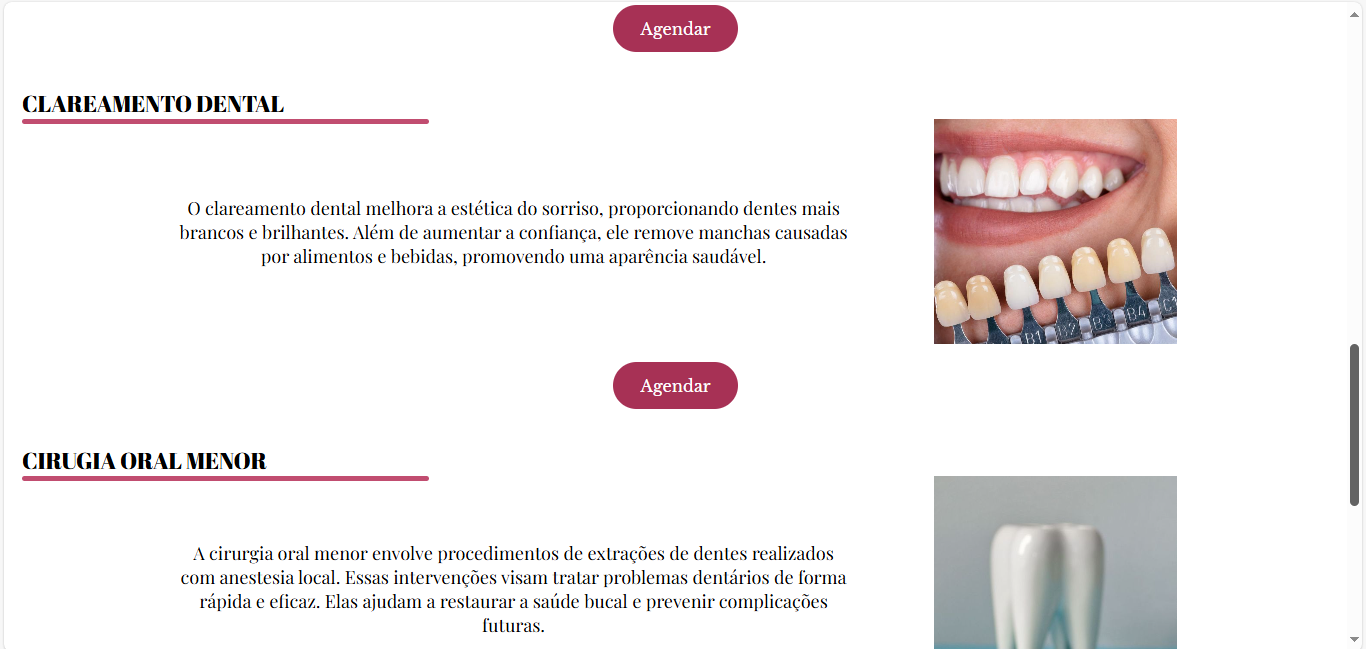 Agendar
CLAREAMENTO DENTAL
O clareamento dental melhora a estética do sorriso, proporcionando dentes mais
brancos e brilhantes. Além de aumentar a confiança, ele remove manchas causadas
por alimentos e bebidas, promovendo uma aparência saudável.
B1
B3
B4
C1
Agendar
CIRUGIA ORAL MENOR
A cirurgia oral menor envolve procedimentos de extrações de dentes realizados
com anestesia local. Essas intervenções visam tratar problemas dentários de forma
rápida e eficaz. Elas ajudam a restaurar a saúde bucal e prevenir complicações
futuras.